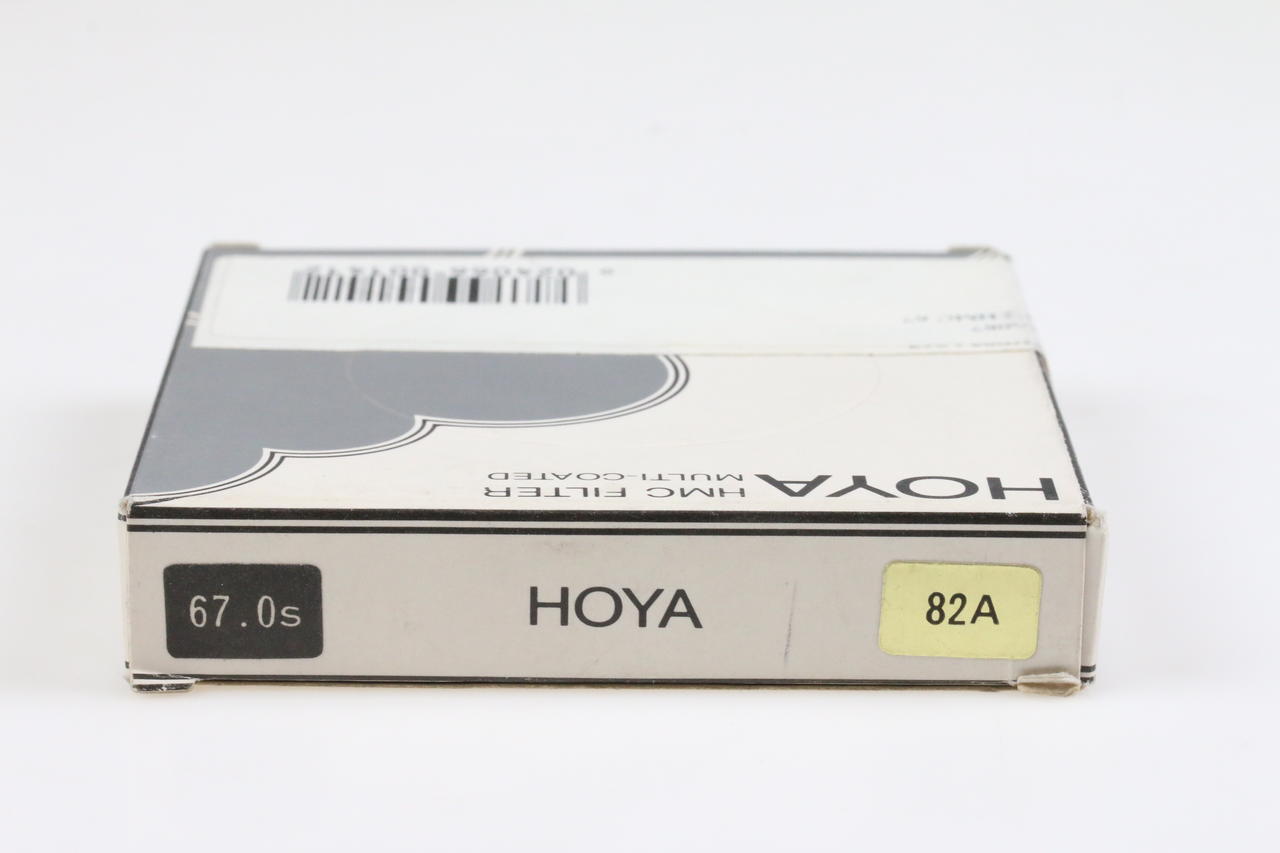 HOYA HMC FILTER
MULTI-COATED
67.0s
HOYA
82A